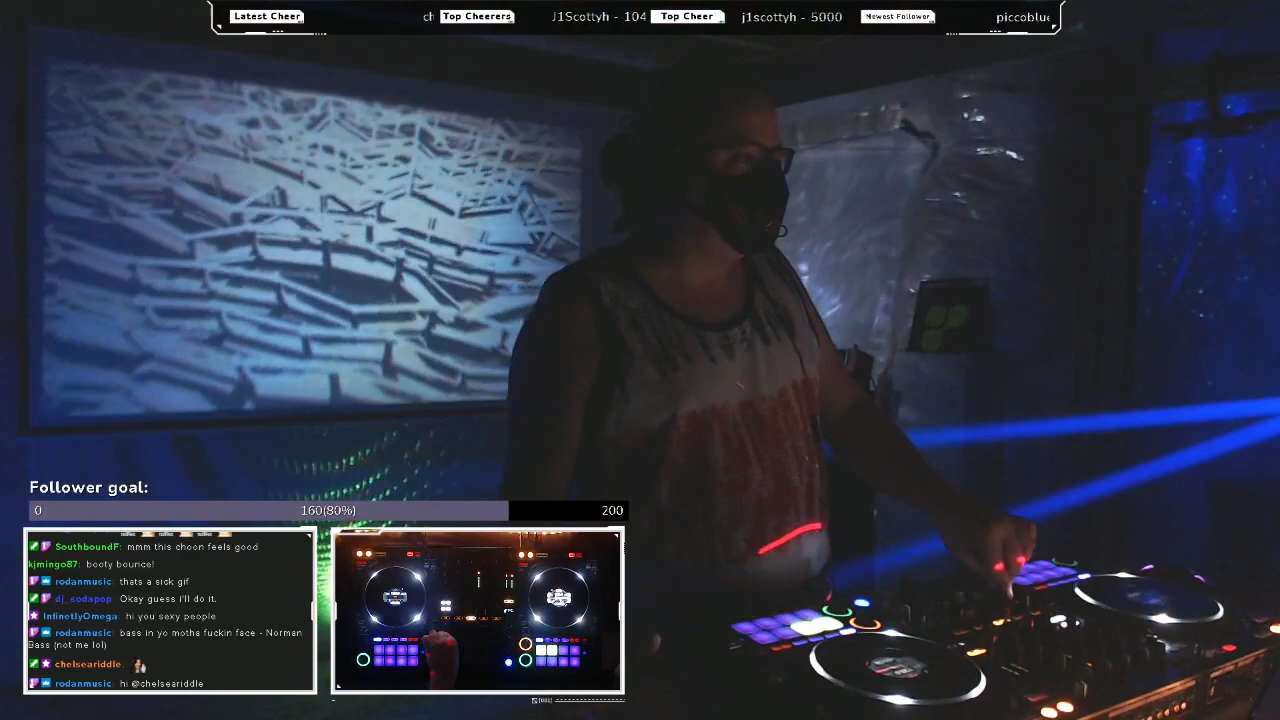 Latest Cheer
ch
Top Cheerers
J1Scottyh - 104
Top Cheer
j1scottyh - 5000
Newest Follower
piccoblu
Follower goal:
0
160(80%)
200
SouthboundF: mmm this choon feels good
kjmingo87: booty bounce!
rodanmusic: thats a sick gif
dj_sodapop: Okay guess i'll do it.
InfinetlyOmega: hi you sexy people
rodanmusic: bass in yo motha fuckin face - Norman
Bass (not me lol)
chelseariddle:
rodanmusic: hi @chelseariddle